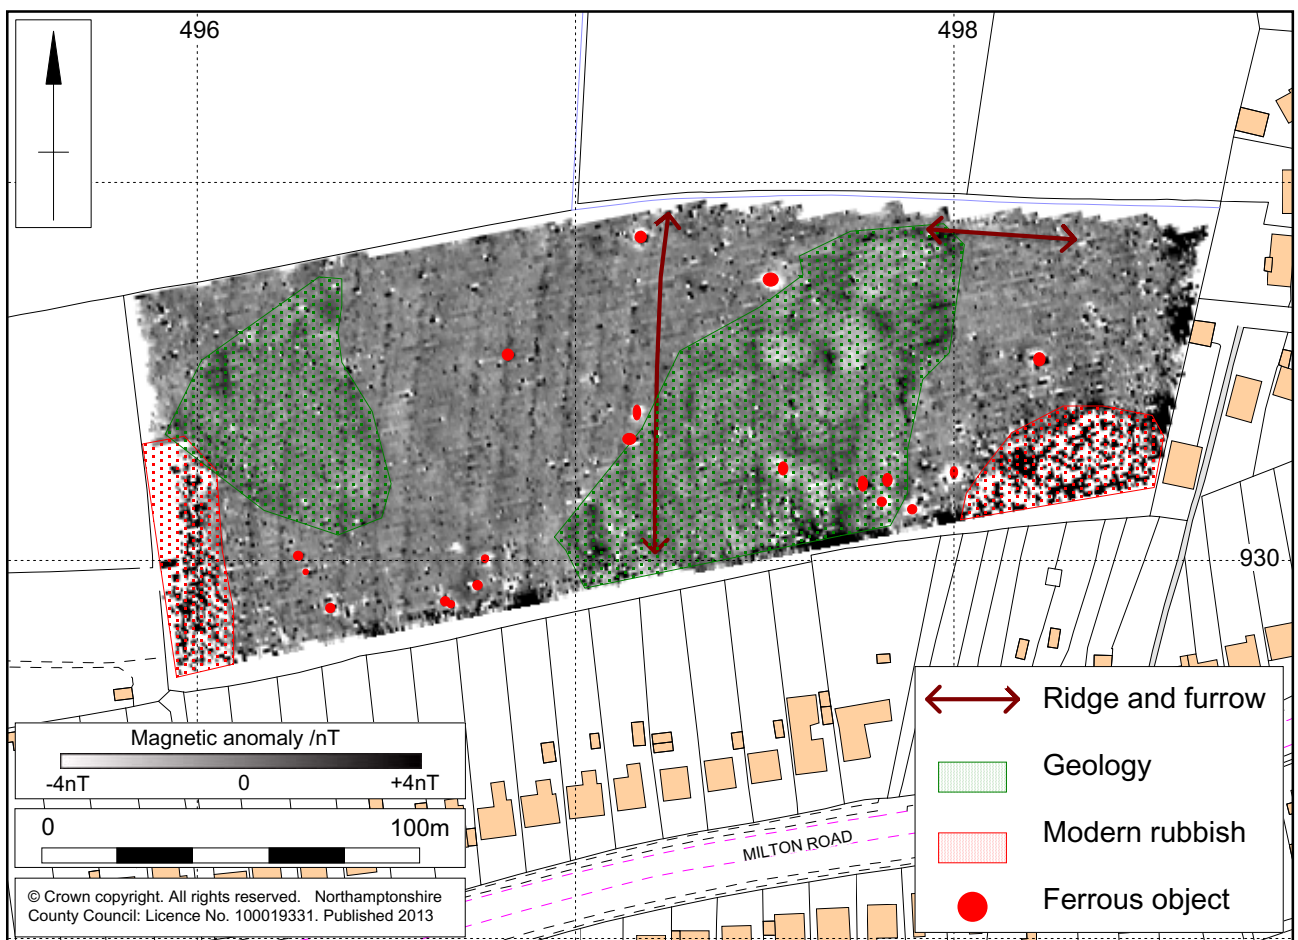 496
498
930
Magnetic anomaly /nT
-4nT 0 +4nT
0 100m
© Crown copyright. All rights reserved. Northamptonshire
County Council: Licence No. 100019331. Published 2013
MILTON ROAD
Ridge and furrow
Geology
Modern rubbish
Ferrous object